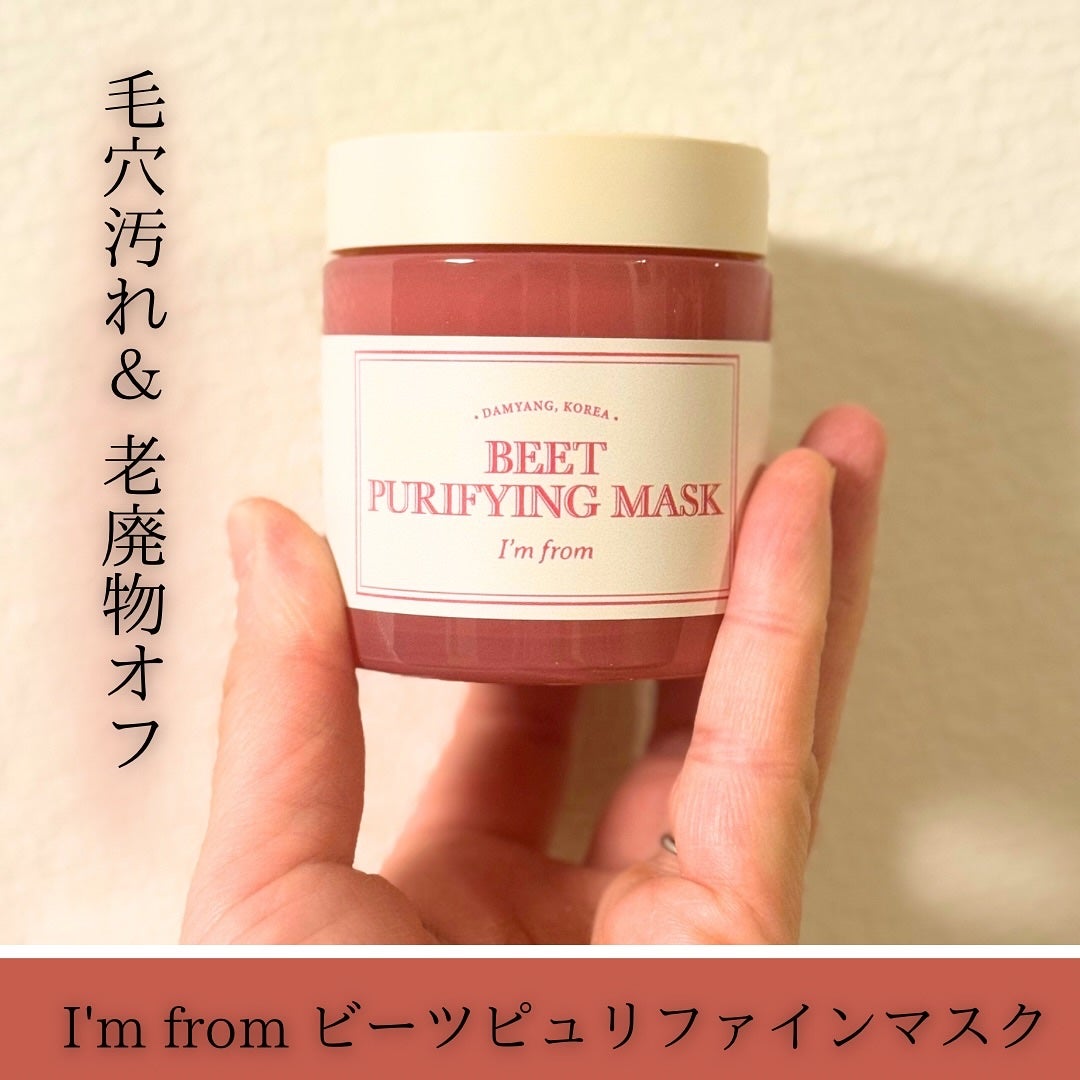 毛穴汚れ& 老廃物オフ
• DAMYANG, KOREA •
BEET
PURIFYING MASK
I'm from
I'm from ビーツピュリファインマスク